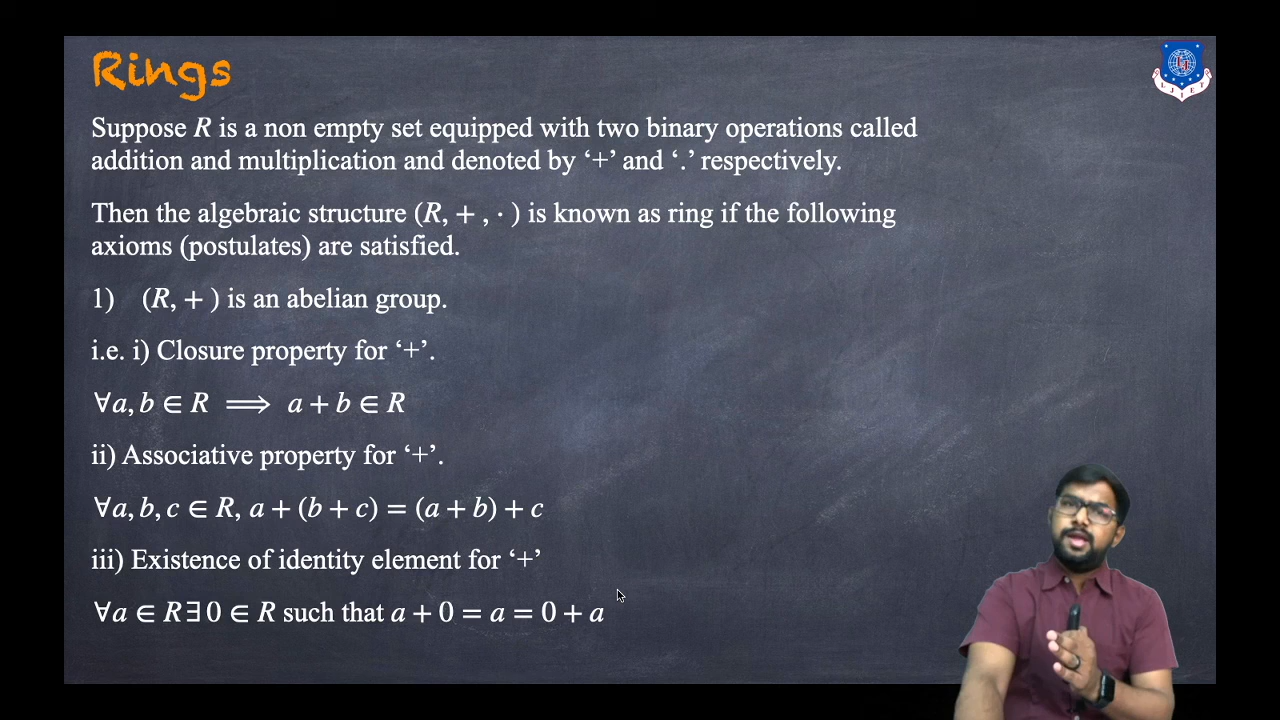 Rings
Suppose R is a non empty set equipped with two binary operations called
addition and multiplication and denoted by ‘+’ and ‘.’ respectively.
Then the algebraic structure (R, + , · ) is known as ring if the following
axioms (postulates) are satisfied.
1) (R, + ) is an abelian group.
i.e. i) Closure property for ‘+’.
∀a, b ∈ R ⟹ a + b ∈ R
ii) Associative property for ‘+’.
∀a, b, c ∈ R, a + (b + c) = (a + b) + c
iii) Existence of identity element for ‘+’
∀a ∈ R ∃ 0 ∈ R such that a + 0 = a = 0 + a